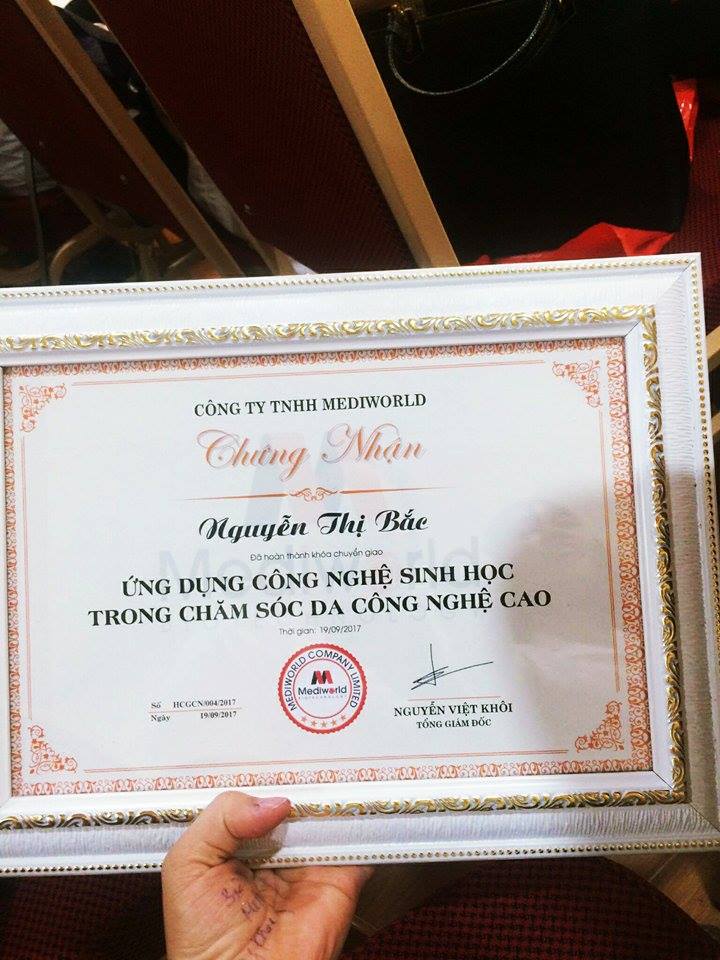 CÔNG TY TNHH MEDIWORLD
Chứng Nhận
Nguyễn Thị Bắc
Đã hoàn thành khóa chuyển giao
ỨNG DỤNG CÔNG NGHỆ SINH HỌC
TRONG CHĂM SÓC DA CÔNG NGHỆ CAO
Thời gian: 19/09/2017
MEDIWORLD COMPANY LIMITED
Mediworld
Số HCGCN/004/2017
Ngày 19/09/2017
NGUYỄN VIỆT KHÔI
TỔNG GIÁM ĐỐC